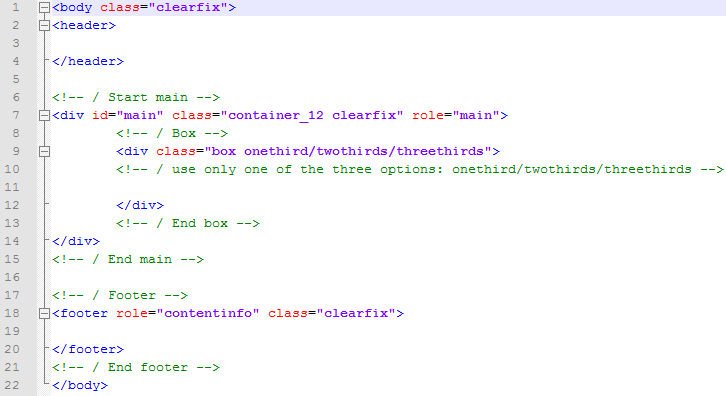 1 <body class="clearfix">
2 <header>
3
4 </header>
5
6 <!-- / Start main -->
7 <div id="main" class="container_12 clearfix" role="main">
8 <!-- / Box -->
9 <div class="box onethird/twothirds/threethirds">
10 <!-- / use only one of the three options: onethird/twothirds/threethirds -->
11
12 </div>
13 <!-- / End box -->
14 </div>
15 <!-- / End main -->
16
17 <!-- / Footer -->
18 <footer role="contentinfo" class="clearfix">
19
20 </footer>
21 <!-- / End footer -->
22 </body>